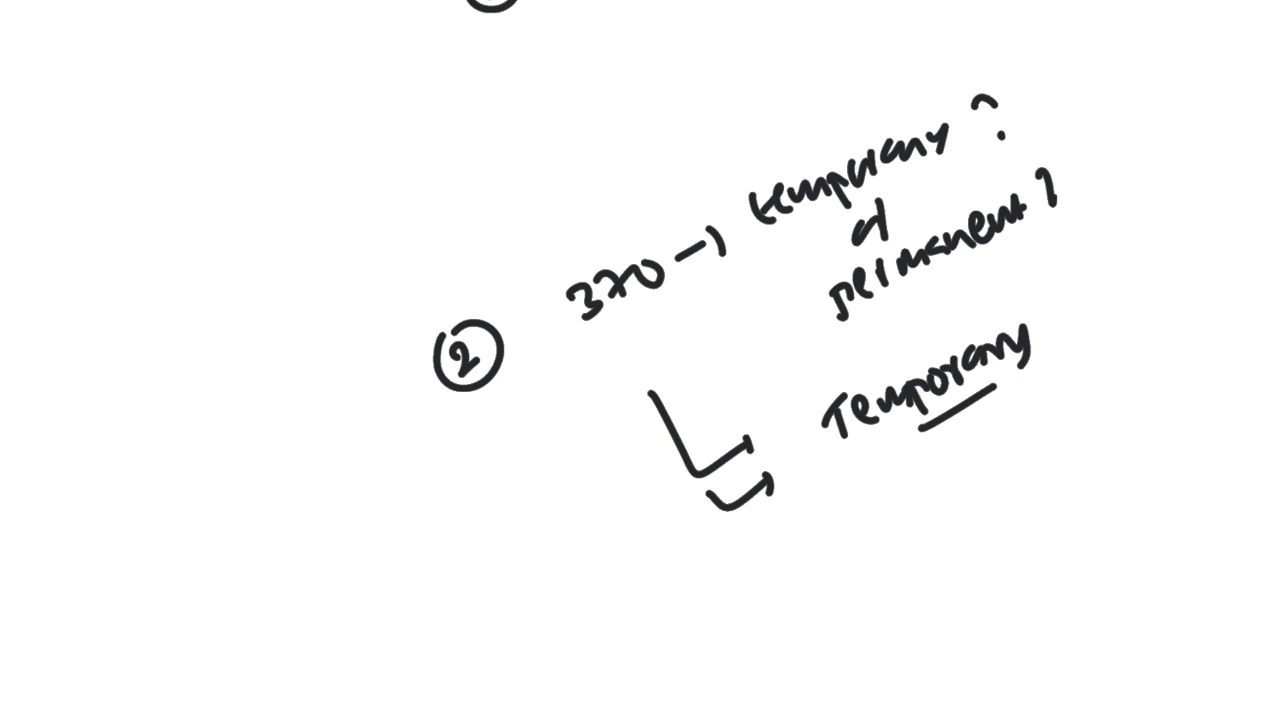 ② 370 → temporary ?
or
permanent ?
Temporary